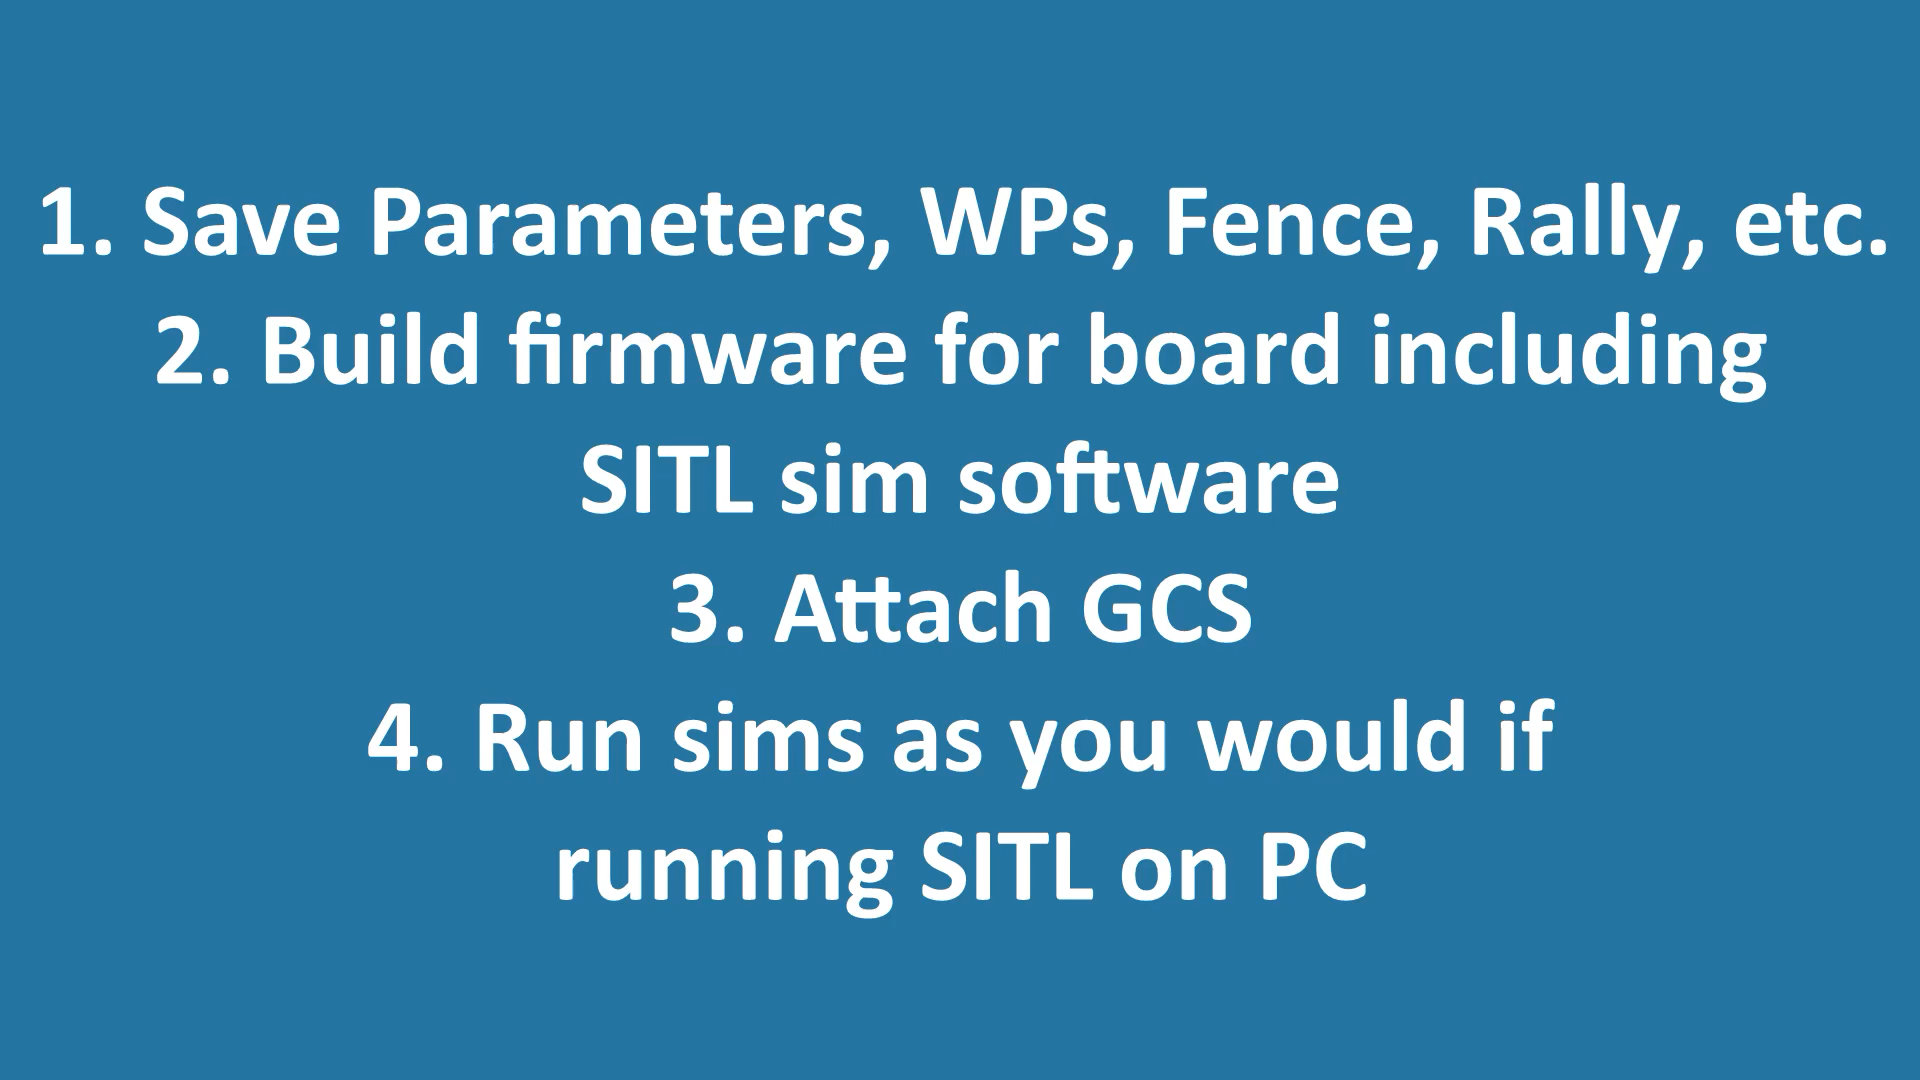 1. Save Parameters, WPs, Fence, Rally, etc.
2. Build firmware for board including
SITL sim software
3. Attach GCS
4. Run sims as you would if
running SITL on PC